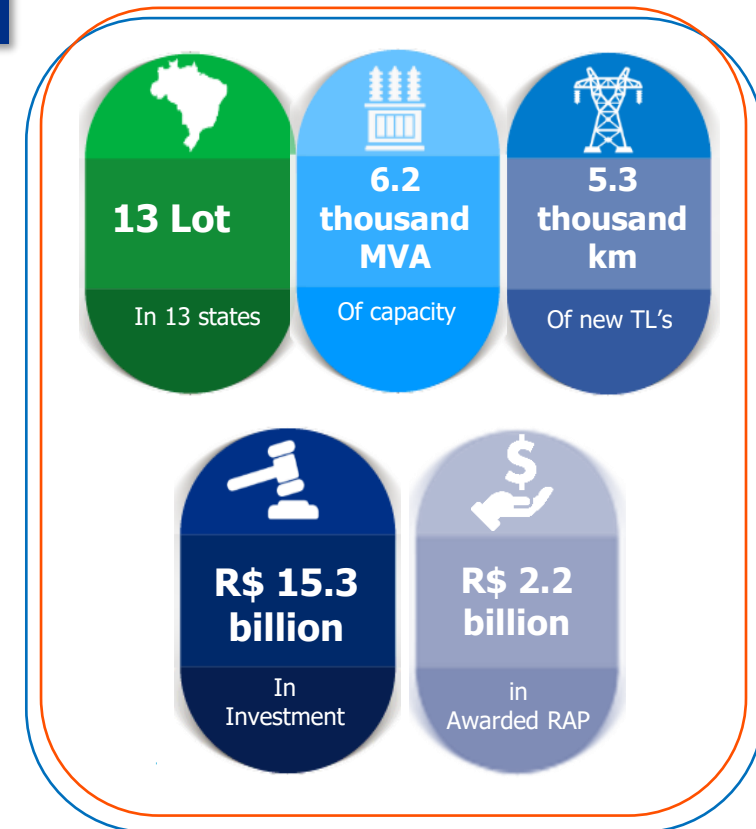 13 Lot
In 13 states
6.2
thousand
MVA
Of capacity
5.3
thousand
km
Of new TL’s
R$ 15.3
billion
In
Investment
R$ 2.2
billion
in
Awarded RAP